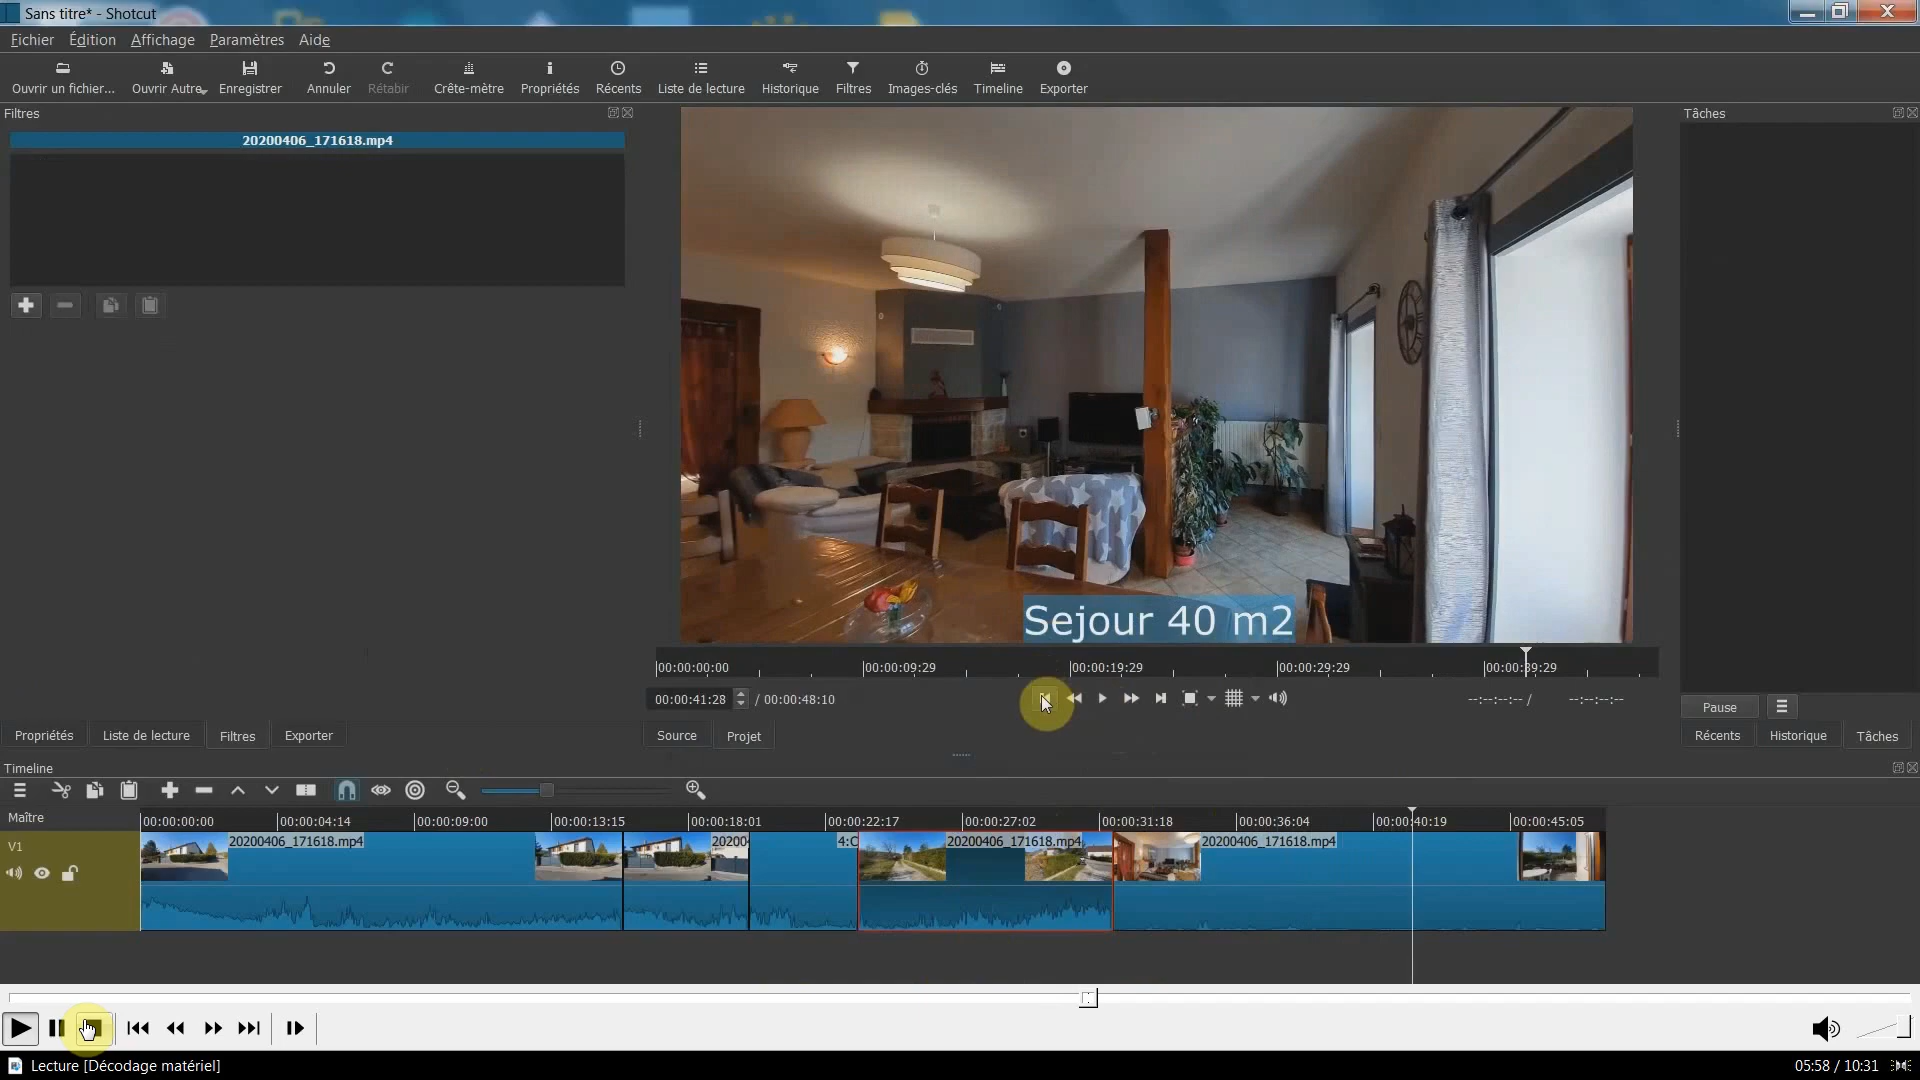 Sans titre* - Shotcut
Fichier Édition Affichage Paramètres Aide
Ouvrir un fichier... Ouvrir Autre Enregistrer Annuler Rétablir Crête-mètre Propriétés Récents Liste de lecture Historique Filtres Images-clés Timeline Exporter
Filtres
Tâches
20200406_171618.mp4
Sejour 40 m2
00:00:00:00 00:00:09:29 00:00:19:29 00:00:29:29 00:00:39:29
00:00:41:28 / 00:00:48:10 --:--:--:-- / --:--:--:--
Pause
Propriétés Liste de lecture Filtres Exporter
Source Projet
Récents Historique Tâches
Timeline
Maître
00:00:00:00 00:00:04:14 00:00:09:00 00:00:13:15 00:00:18:01 00:00:22:17 00:00:27:02 00:00:31:18 00:00:36:04 00:00:40:19 00:00:45:05
V1
20200406_171618.mp4 20200 4:C 20200406_171618.mp4 20200406_171618.mp4
Lecture [Décodage matériel]
05:58 / 10:31